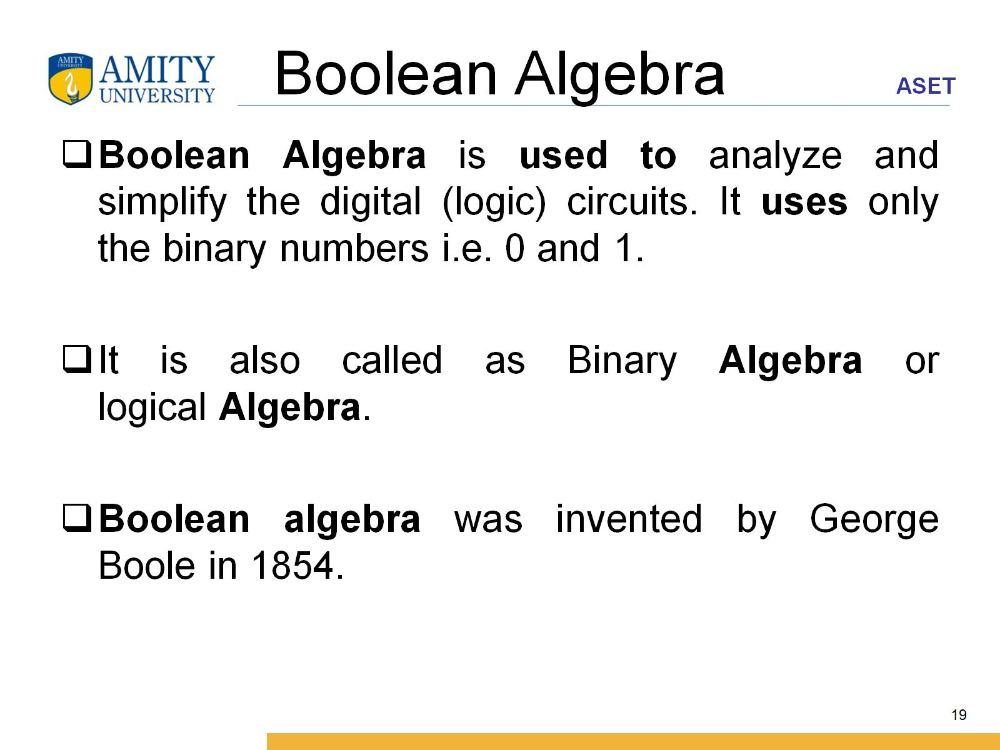 AMITY
UNIVERSITY
AMITY
UNIVERSITY
Boolean Algebra
ASET
Boolean Algebra is used to analyze and
simplify the digital (logic) circuits. It uses only
the binary numbers i.e. 0 and 1.
It is also called as Binary Algebra or
logical Algebra.
Boolean algebra was invented by George
Boole in 1854.
19